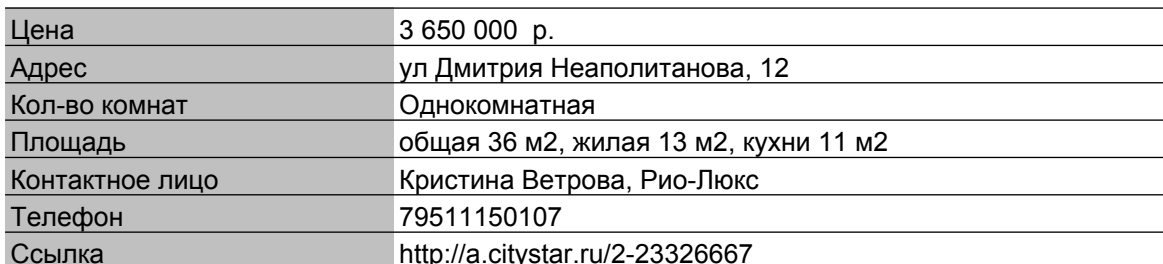 Цена 3 650 000 р.
Адрес ул Дмитрия Неаполитанова, 12
Кол-во комнат Однокомнатная
Площадь общая 36 м2, жилая 13 м2, кухни 11 м2
Контактное лицо Кристина Ветрова, Рио-Люкс
Телефон 79511150107
Ссылка http://a.citystar.ru/2-23326667